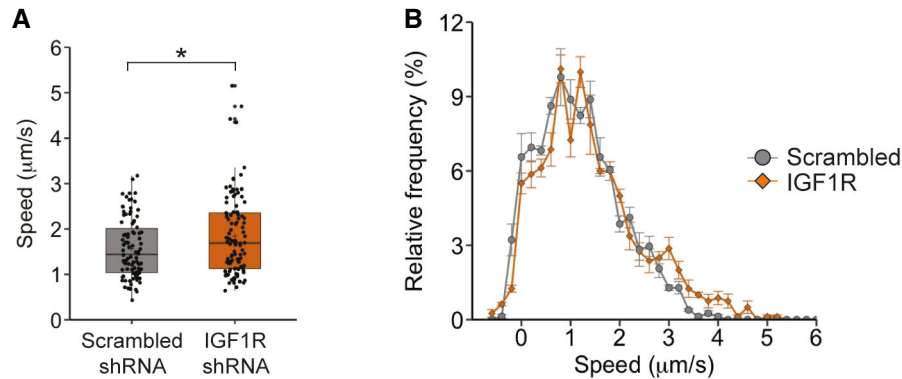 A
Speed (μm/s)
6
5
4
3
2
1
0
*
Scrambled
shRNA
IGF1R
shRNA
B
Relative frequency (%)
12
9
6
3
0
0 1 2 3 4 5 6
Speed (μm/s)
Scrambled
IGF1R